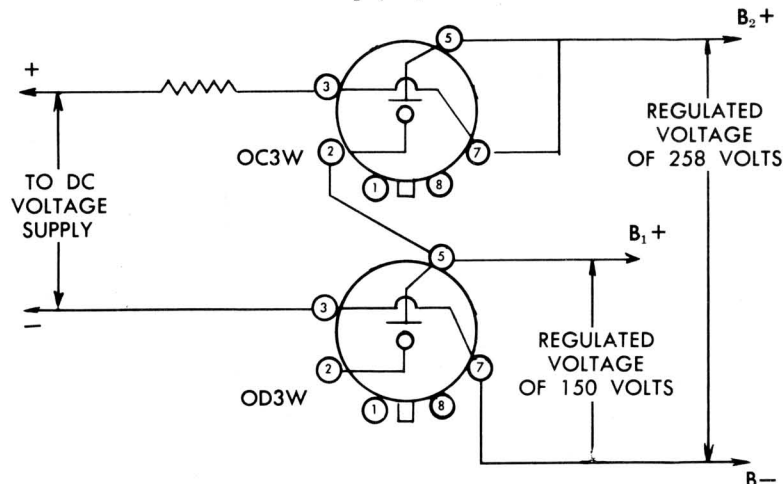 5
B₂+
+
3
REGULATED
VOLTAGE
OF 258 VOLTS
2
OC3W
7
1
8
TO DC
VOLTAGE
SUPPLY
5
B₁+
3
−
REGULATED
VOLTAGE
OF 150 VOLTS
2
OD3W
7
1
8
B−